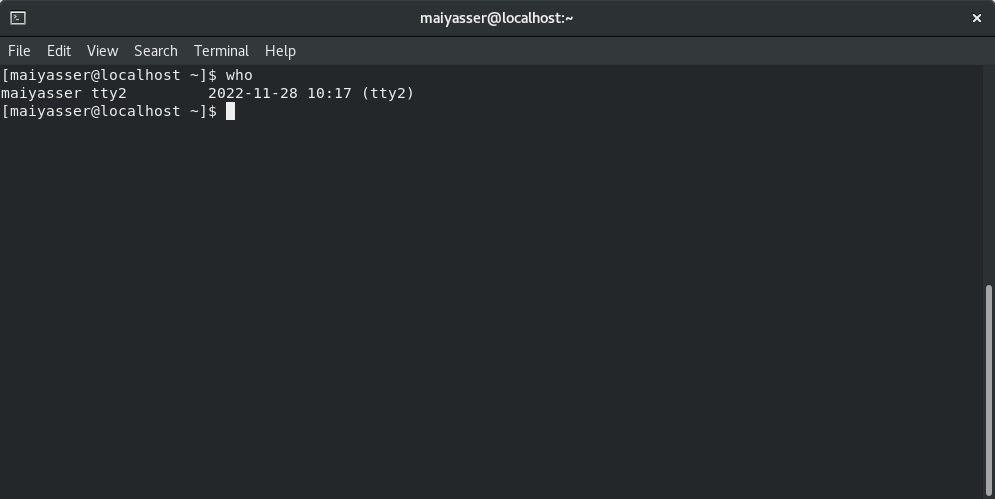 maiyasser@localhost:~
File Edit View Search Terminal Help
[maiyasser@localhost ~]$ who
maiyasser tty2         2022-11-28 10:17 (tty2)
[maiyasser@localhost ~]$